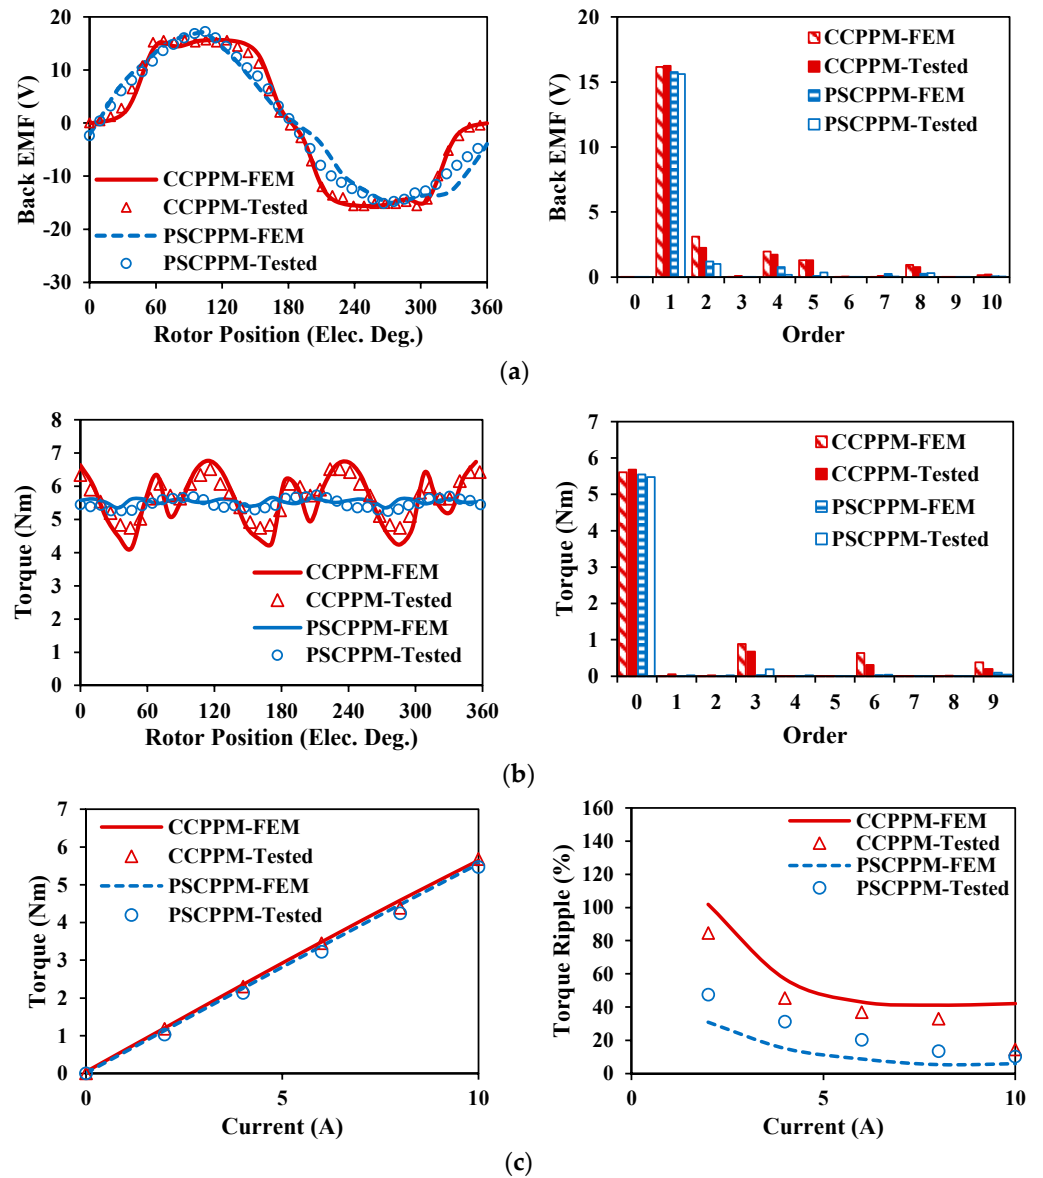 20
10
0
-10
-20
-30
Back EMF (V)
CCPPM-FEM
CCPPM-Tested
PSCPPM-FEM
PSCPPM-Tested
0 60 120 180 240 300 360
Rotor Position (Elec. Deg.)
20
15
10
5
0
Back EMF (V)
CCPPM-FEM
CCPPM-Tested
PSCPPM-FEM
PSCPPM-Tested
0 1 2 3 4 5 6 7 8 9 10
Order
(a)
8
7
6
5
4
3
2
1
0
Torque (Nm)
CCPPM-FEM
CCPPM-Tested
PSCPPM-FEM
PSCPPM-Tested
0 60 120 180 240 300 360
Rotor Position (Elec. Deg.)
7
6
5
4
3
2
1
0
Torque (Nm)
CCPPM-FEM
CCPPM-Tested
PSCPPM-FEM
PSCPPM-Tested
0 1 2 3 4 5 6 7 8 9
Order
(b)
7
6
5
4
3
2
1
0
Torque (Nm)
CCPPM-FEM
CCPPM-Tested
PSCPPM-FEM
PSCPPM-Tested
0 5 10
Current (A)
160
140
120
100
80
60
40
20
0
Torque Ripple (%)
CCPPM-FEM
CCPPM-Tested
PSCPPM-FEM
PSCPPM-Tested
0 5 10
Current (A)
(c)